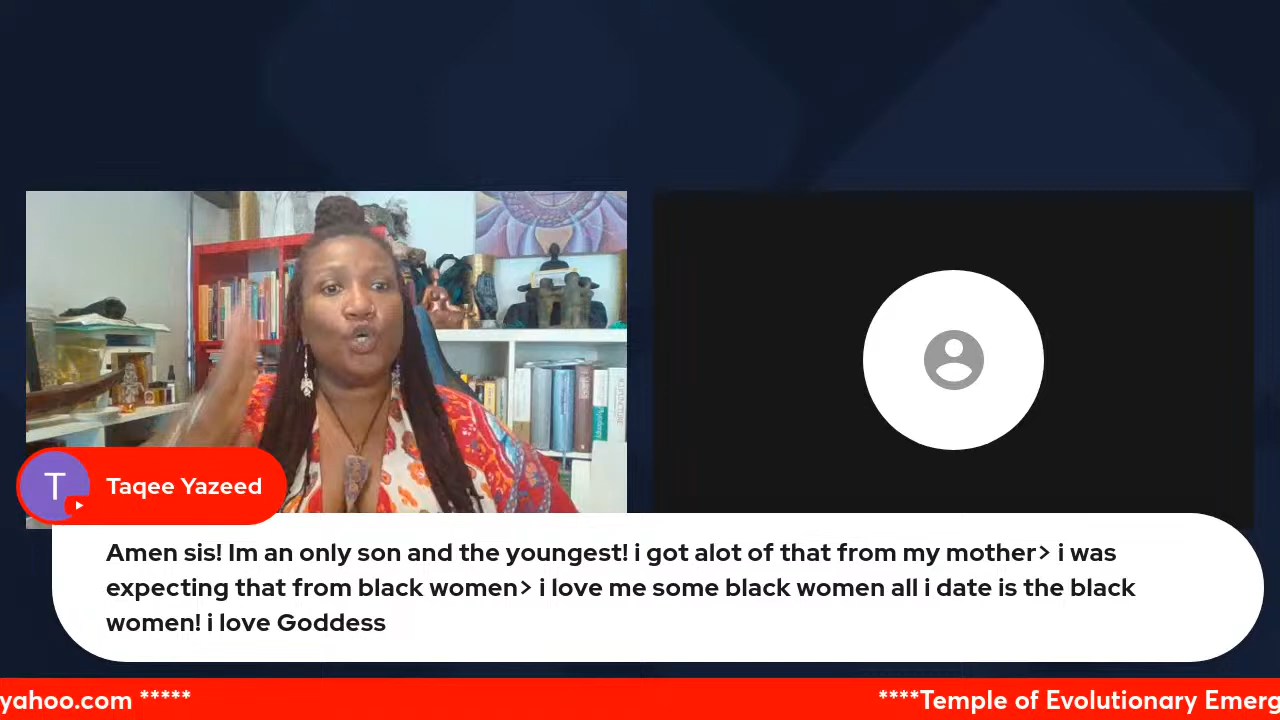 T
Taqee Yazeed
Amen sis! Im an only son and the youngest! i got alot of that from my mother> i was
expecting that from black women> i love me some black women all i date is the black
women! i love Goddess
yahoo.com ***** ****Temple of Evolutionary Emerg